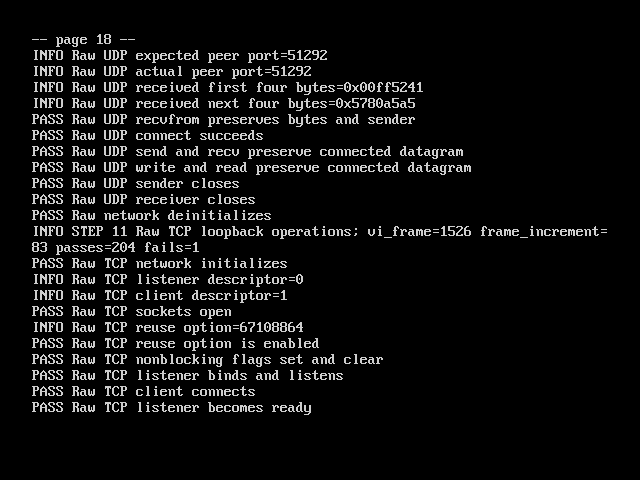 -- page 18 --
INFO Raw UDP expected peer port=51292
INFO Raw UDP actual peer port=51292
INFO Raw UDP received first four bytes=0x00ff5241
INFO Raw UDP received next four bytes=0x5780a5a5
PASS Raw UDP recvfrom preserves bytes and sender
PASS Raw UDP connect succeeds
PASS Raw UDP send and recv preserve connected datagram
PASS Raw UDP write and read preserve connected datagram
PASS Raw UDP sender closes
PASS Raw UDP receiver closes
PASS Raw network deinitializes
INFO STEP 11 Raw TCP loopback operations; vi_frame=1526 frame_increment=
83 passes=204 fails=1
PASS Raw TCP network initializes
INFO Raw TCP listener descriptor=0
INFO Raw TCP client descriptor=1
PASS Raw TCP sockets open
INFO Raw TCP reuse option=67108864
PASS Raw TCP reuse option is enabled
PASS Raw TCP nonblocking flags set and clear
PASS Raw TCP listener binds and listens
PASS Raw TCP client connects
PASS Raw TCP listener becomes ready